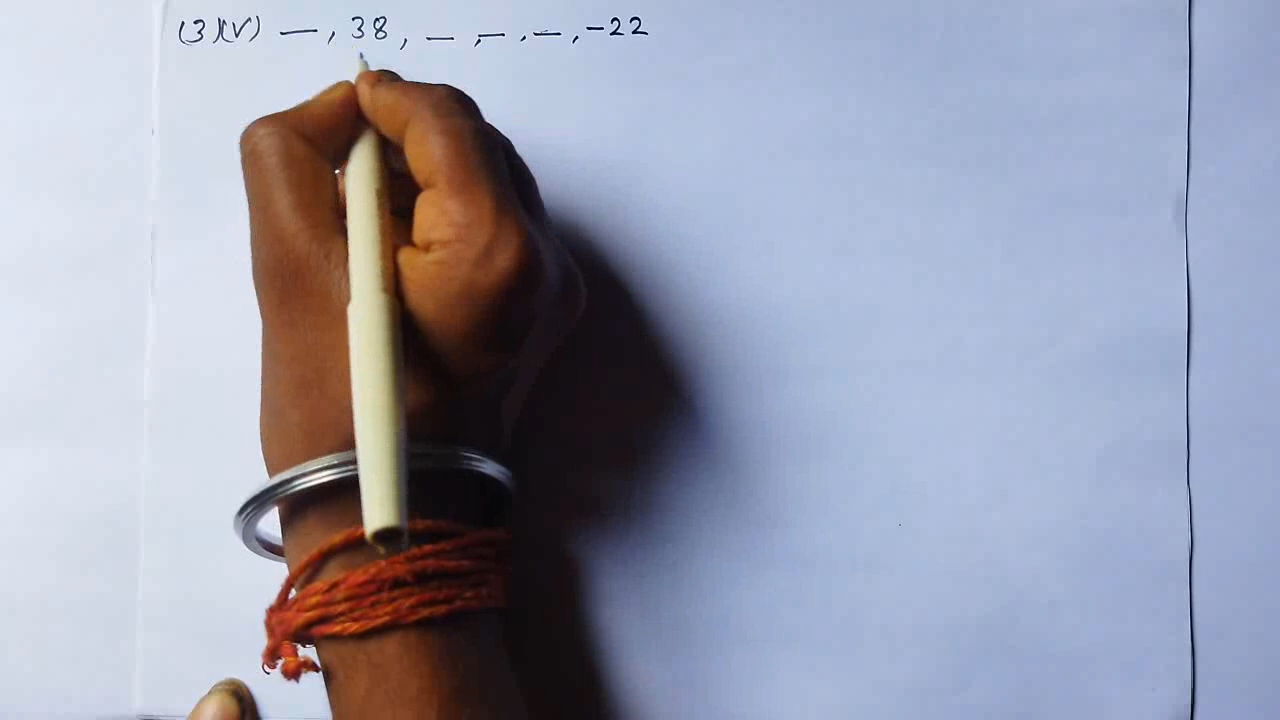 (3)(V) —, 38, —, —, —, -22